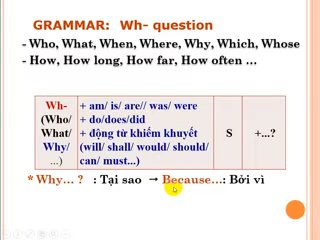 GRAMMAR: Wh- question
- Who, What, When, Where, Why, Which, Whose
- How, How long, How far, How often ...
Wh-
(Who/
What/
Why/
...)
+ am/ is/ are// was/ were
+ do/does/did
+ động từ khiếm khuyết
(will/ shall/ would/ should/
can/ must...)
S
+...?
* Why… ? : Tại sao → Because…: Bởi vì